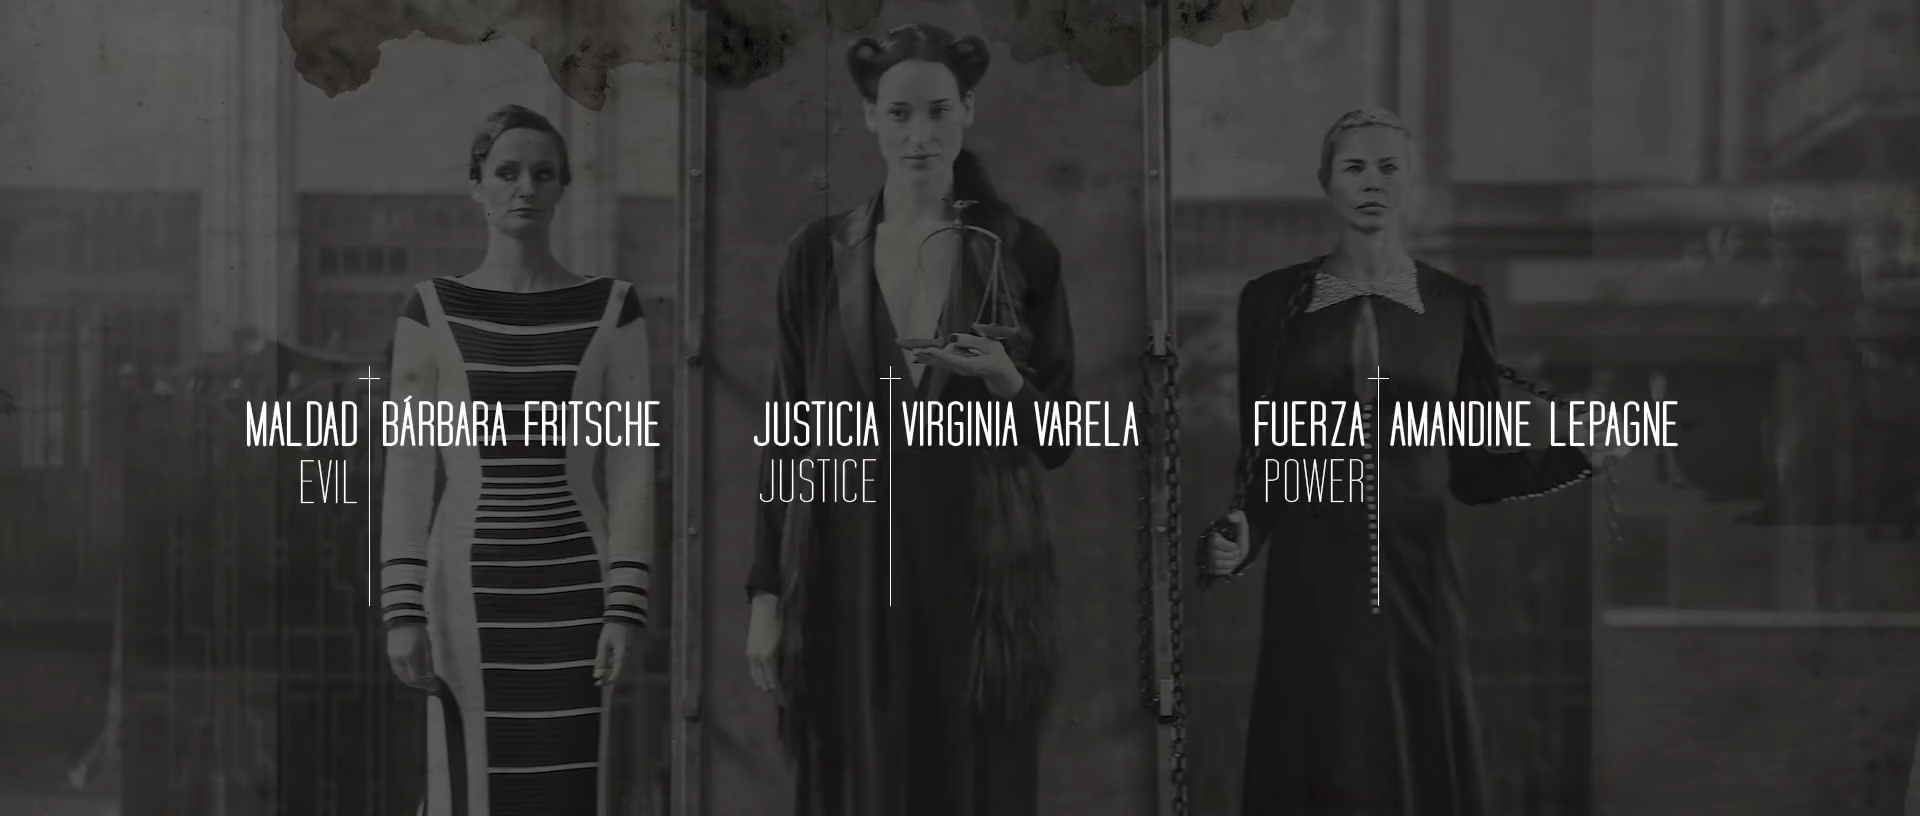 MALDAD BÁRBARA FRITSCHE
EVIL
JUSTICIA VIRGINIA VARELA
JUSTICE
FUERZA AMANDINE LEPAGNE
POWER